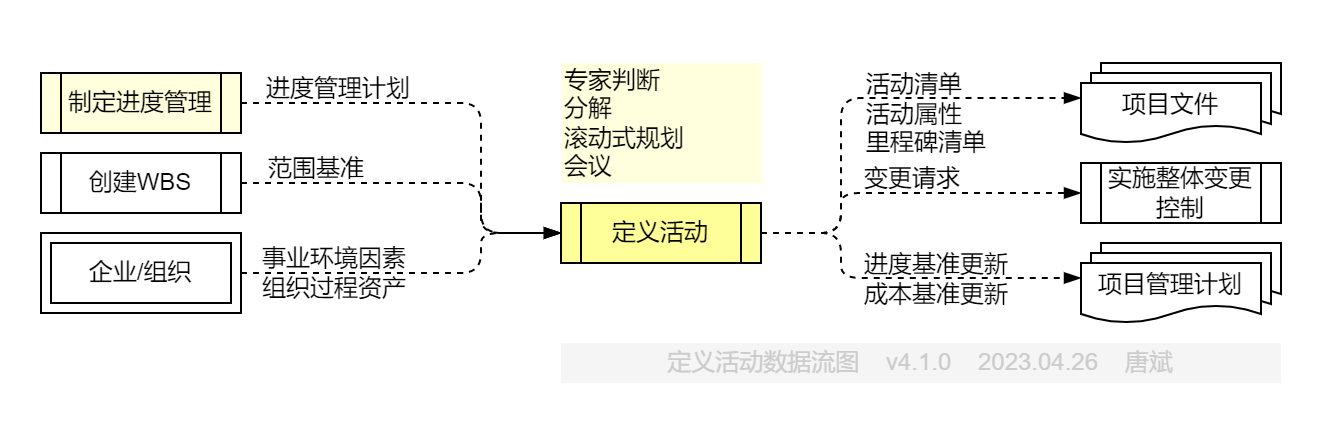 制定进度管理
进度管理计划
创建WBS
范围基准
企业/组织
事业环境因素
组织过程资产
专家判断
分解
滚动式规划
会议
定义活动
活动清单
活动属性
里程碑清单
项目文件
变更请求
实施整体变更
控制
进度基准更新
成本基准更新
项目管理计划
定义活动数据流图 v4.1.0 2023.04.26 唐斌